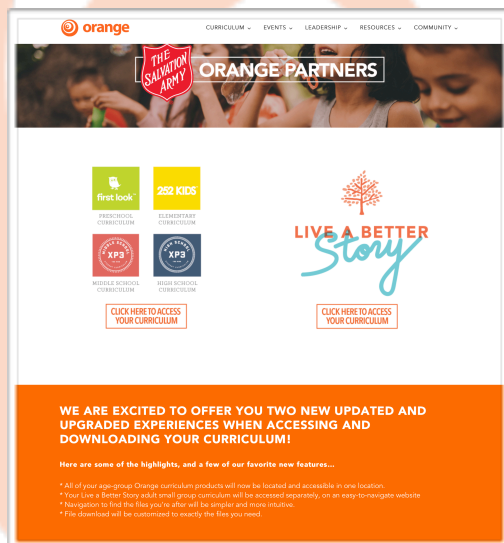 orange
CURRICULUM EVENTS LEADERSHIP RESOURCES COMMUNITY
THE
SALVATION
ARMY
ORANGE PARTNERS
first look
252 KIDS
PRESCHOOL
CURRICULUM
ELEMENTARY
CURRICULUM
MIDDLE SCHOOL
XP3
HIGH SCHOOL
XP3
MIDDLE SCHOOL
CURRICULUM
HIGH SCHOOL
CURRICULUM
CLICK HERE TO ACCESS
YOUR CURRICULUM
LIVE A BETTER
Story
CLICK HERE TO ACCESS
YOUR CURRICULUM
WE ARE EXCITED TO OFFER YOU TWO NEW UPDATED AND
UPGRADED EXPERIENCES WHEN ACCESSING AND
DOWNLOADING YOUR CURRICULUM!
Here are some of the highlights, and a few of our favorite new features...
* All of your age-group Orange curriculum products will now be located and accessible in one location.
* Your Live a Better Story adult small group curriculum will be accessed separately, on an easy-to-navigate website
* Navigation to find the files you're after will be simpler and more intuitive.
* File download will be customized to exactly the files you need.